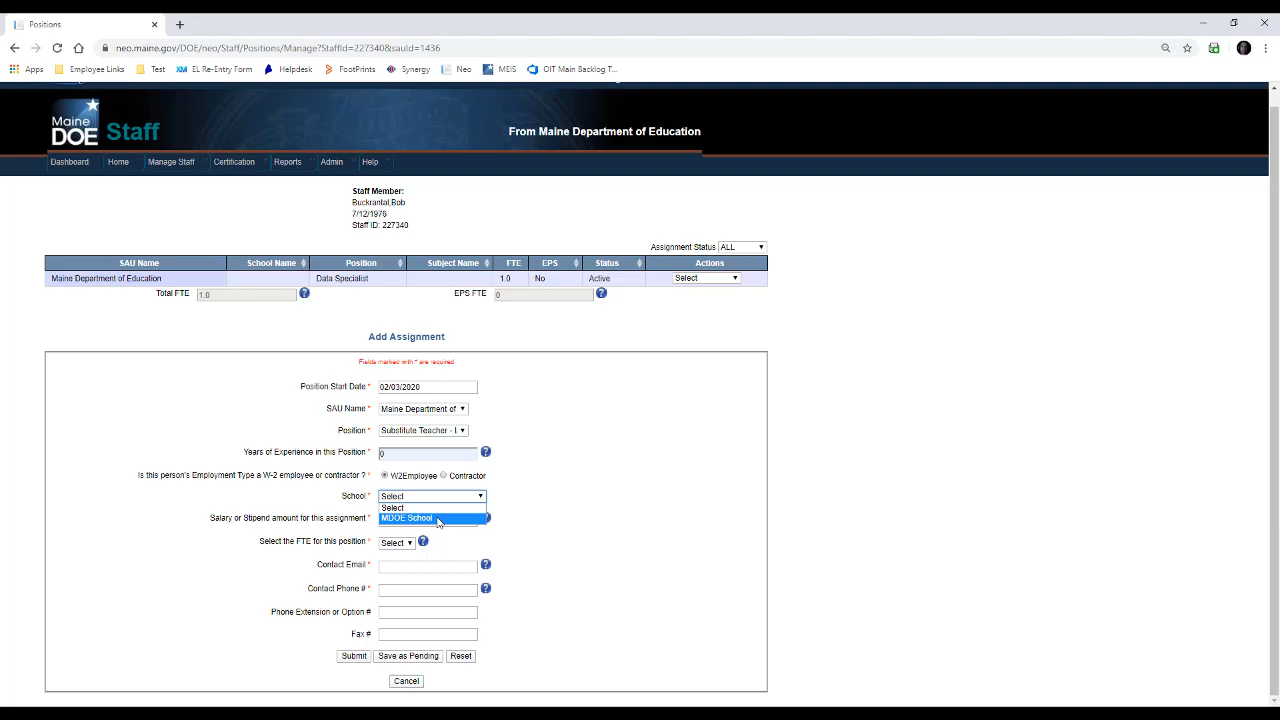 Positions
neo.maine.gov/DOE/neo/Staff/Positions/Manage?StaffId=227340&sauId=1436
Apps Employee Links Test EL Re-Entry Form Helpdesk FootPrints Synergy Neo MEIS OIT Main Backlog T...
Maine DOE Staff
From Maine Department of Education
Dashboard Home Manage Staff Certification Reports Admin Help
Staff Member:
Buckrantal,Bob
7/12/1976
Staff ID: 227340
Assignment Status ALL
SAU Name School Name Position Subject Name FTE EPS Status Actions
Maine Department of Education Data Specialist 1.0 No Active Select
Total FTE 1.0 EPS FTE 0
Add Assignment
Fields marked with * are required
Position Start Date * 02/03/2020
SAU Name * Maine Department of
Position * Substitute Teacher - L
Years of Experience in this Position * 0
Is this person's Employment Type a W-2 employee or contractor ? * W2Employee Contractor
School * Select
Select
MDOE School
Salary or Stipend amount for this assignment *
Select the FTE for this position * Select
Contact Email *
Contact Phone # *
Phone Extension or Option #
Fax #
Submit Save as Pending Reset
Cancel